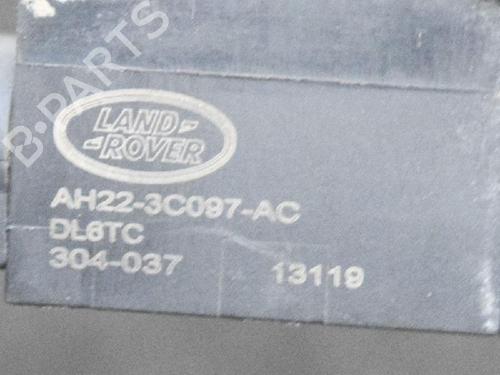 B-PARTS
LAND-
-ROVER
AH22-3C097-AC
DL6TC
304-037 13119